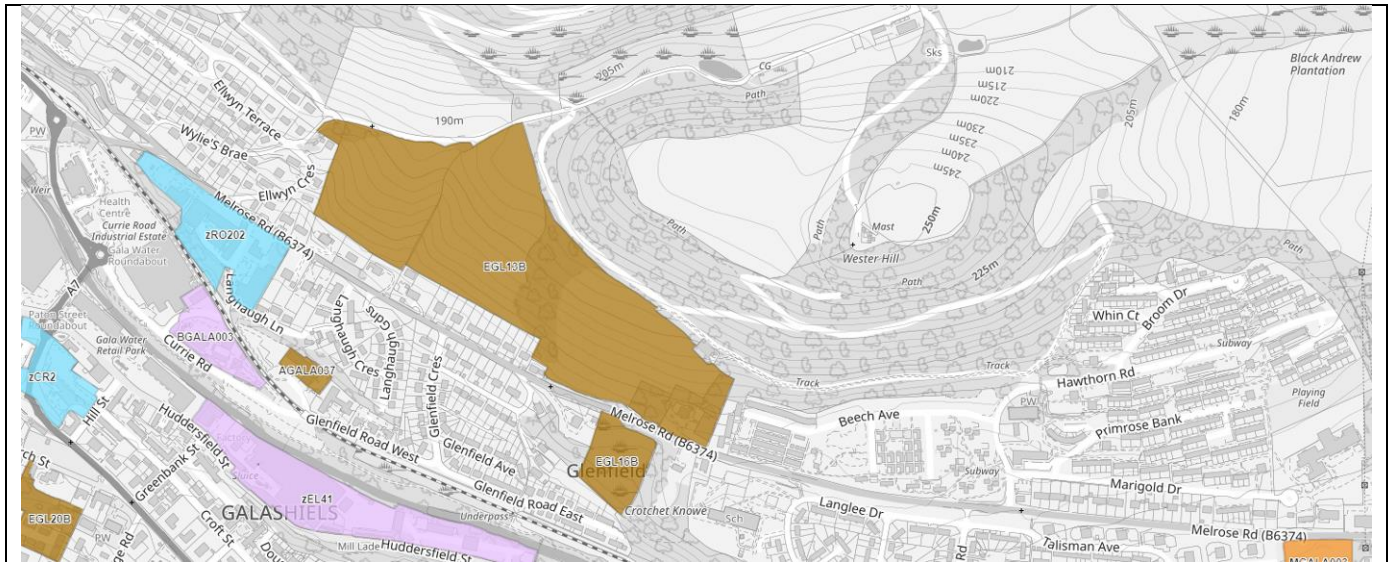 Black Andrew
Plantation
Sks
CG
205m
Path
210m
215m
220m
230m
235m
240m
245m
205m
180m
190m
PW
Ellwyn Terrace
Wylie'S Brae
Ellwyn Cres
Weir
Health
Centre
Currie Road
Industrial Estate
Gala Water
Roundabout
zRO202
Melrose Rd (B6374)
EGL13B
Path
Path
Mast
250m
Wester Hill
Path
225m
Path
A7
Langhaugh Ln
Langhaugh Gdns
Langhaugh Cres
BGALA003
Currie Rd
Gala Water
Retail Park
Roundabout
zCR2
Hill St
AGALA037
Glenfield Cres
Glenfield Road West
Glenfield Ave
Glenfield Road East
Melrose Rd (B6374)
EGL16B
Glenfield
Crotchet Knowe
Huddersfield St
Greenbank St
Croft St
Sluice
zEL41
GALASHIELS
Underpass
Mill Lade
Huddersfield St
EGL20B
PW
Track
Track
Whin Ct
Broom Dr
Subway
Hawthorn Rd
PW
Primrose Bank
Playing
Field
Beech Ave
Subway
Marigold Dr
Sch
Langlee Dr
Rd
Talisman Ave
Melrose Rd (B6374)